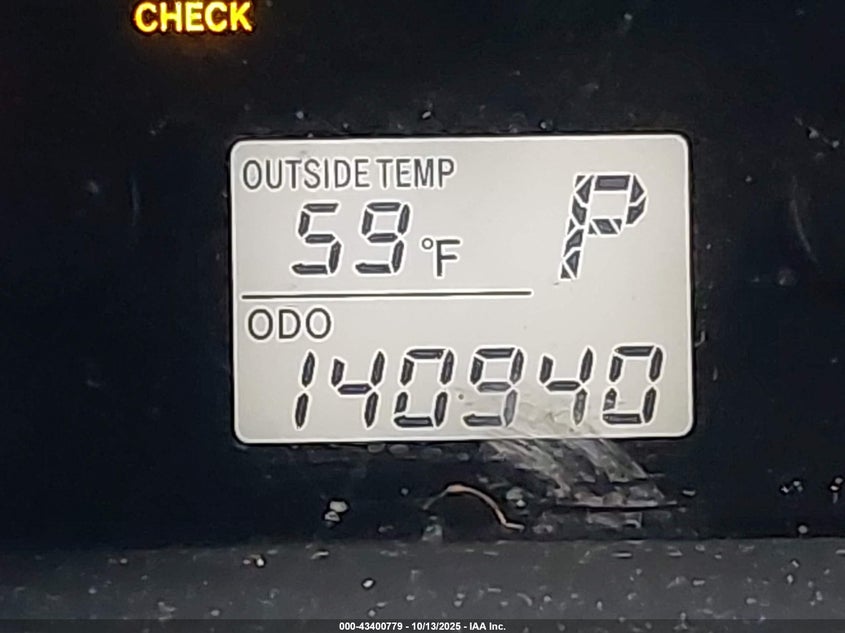 CHECK
OUTSIDE TEMP
59°F P
ODO
140940
000-43400779 - 10/13/2025 - IAA Inc.